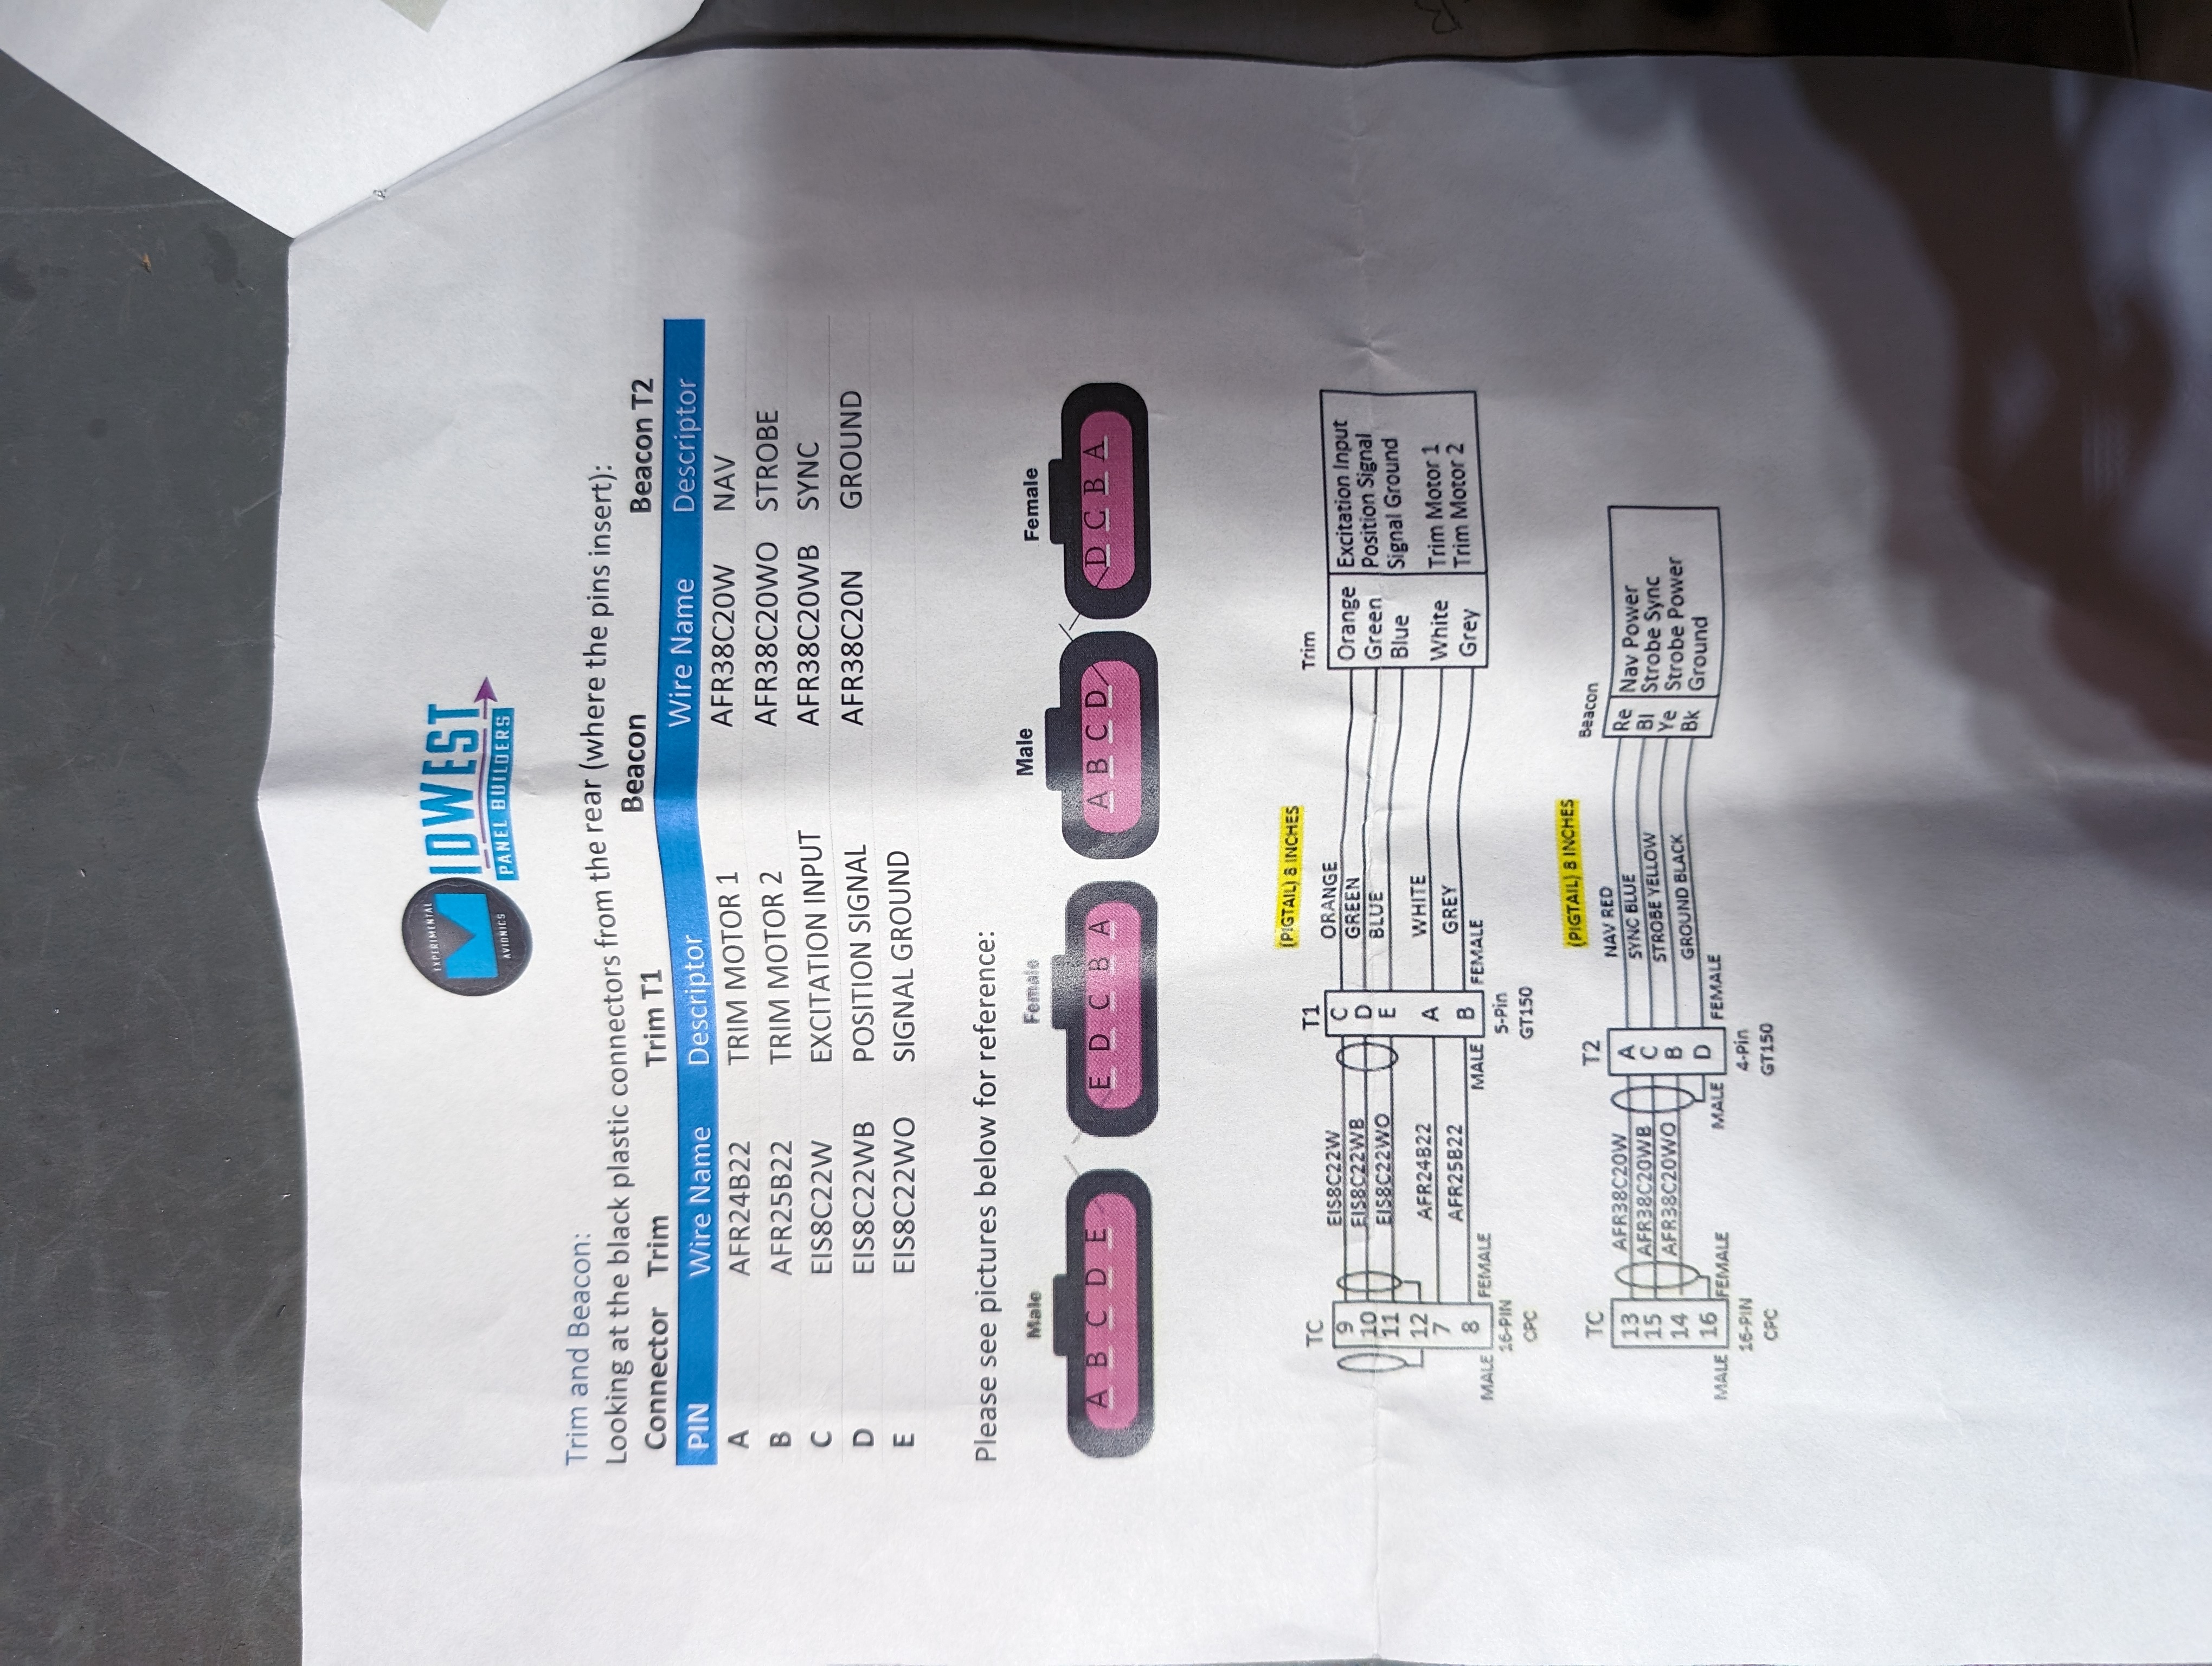 EXPERIMENTAL
AVIONICS
MIDWEST
PANEL BUILDERS
Trim and Beacon:
Looking at the black plastic connectors from the rear (where the pins insert):
Connector Trim Trim T1 Beacon Beacon T2
PIN Wire Name Descriptor Wire Name Descriptor
A AFR24B22 TRIM MOTOR 1 AFR38C20W NAV
B AFR25B22 TRIM MOTOR 2 AFR38C20WO STROBE
C EIS8C22W EXCITATION INPUT AFR38C20WB SYNC
D EIS8C22WB POSITION SIGNAL AFR38C20N GROUND
E EIS8C22WO SIGNAL GROUND
Please see pictures below for reference:
Male Female Male Female
A B C D E E D C B A A B C D D C B A
(PIGTAIL) 8 INCHES
TC T1 Trim
9 EIS8C22W C ORANGE Orange Excitation Input
10 EIS8C22WB D GREEN Green Position Signal
11 EIS8C22WO E BLUE Blue Signal Ground
12
7 AFR24B22 A WHITE White Trim Motor 1
8 AFR25B22 B GREY Grey Trim Motor 2
MALE FEMALE MALE FEMALE
16-PIN 5-Pin
CPC GT150
(PIGTAIL) 8 INCHES
TC T2 Beacon
13 AFR38C20W A NAV RED Re Nav Power
15 AFR38C20WB C SYNC BLUE Bl Strobe Sync
14 AFR38C20WO B STROBE YELLOW Ye Strobe Power
16 D GROUND BLACK Bk Ground
MALE FEMALE MALE FEMALE
16-PIN 4-Pin
CPC GT150